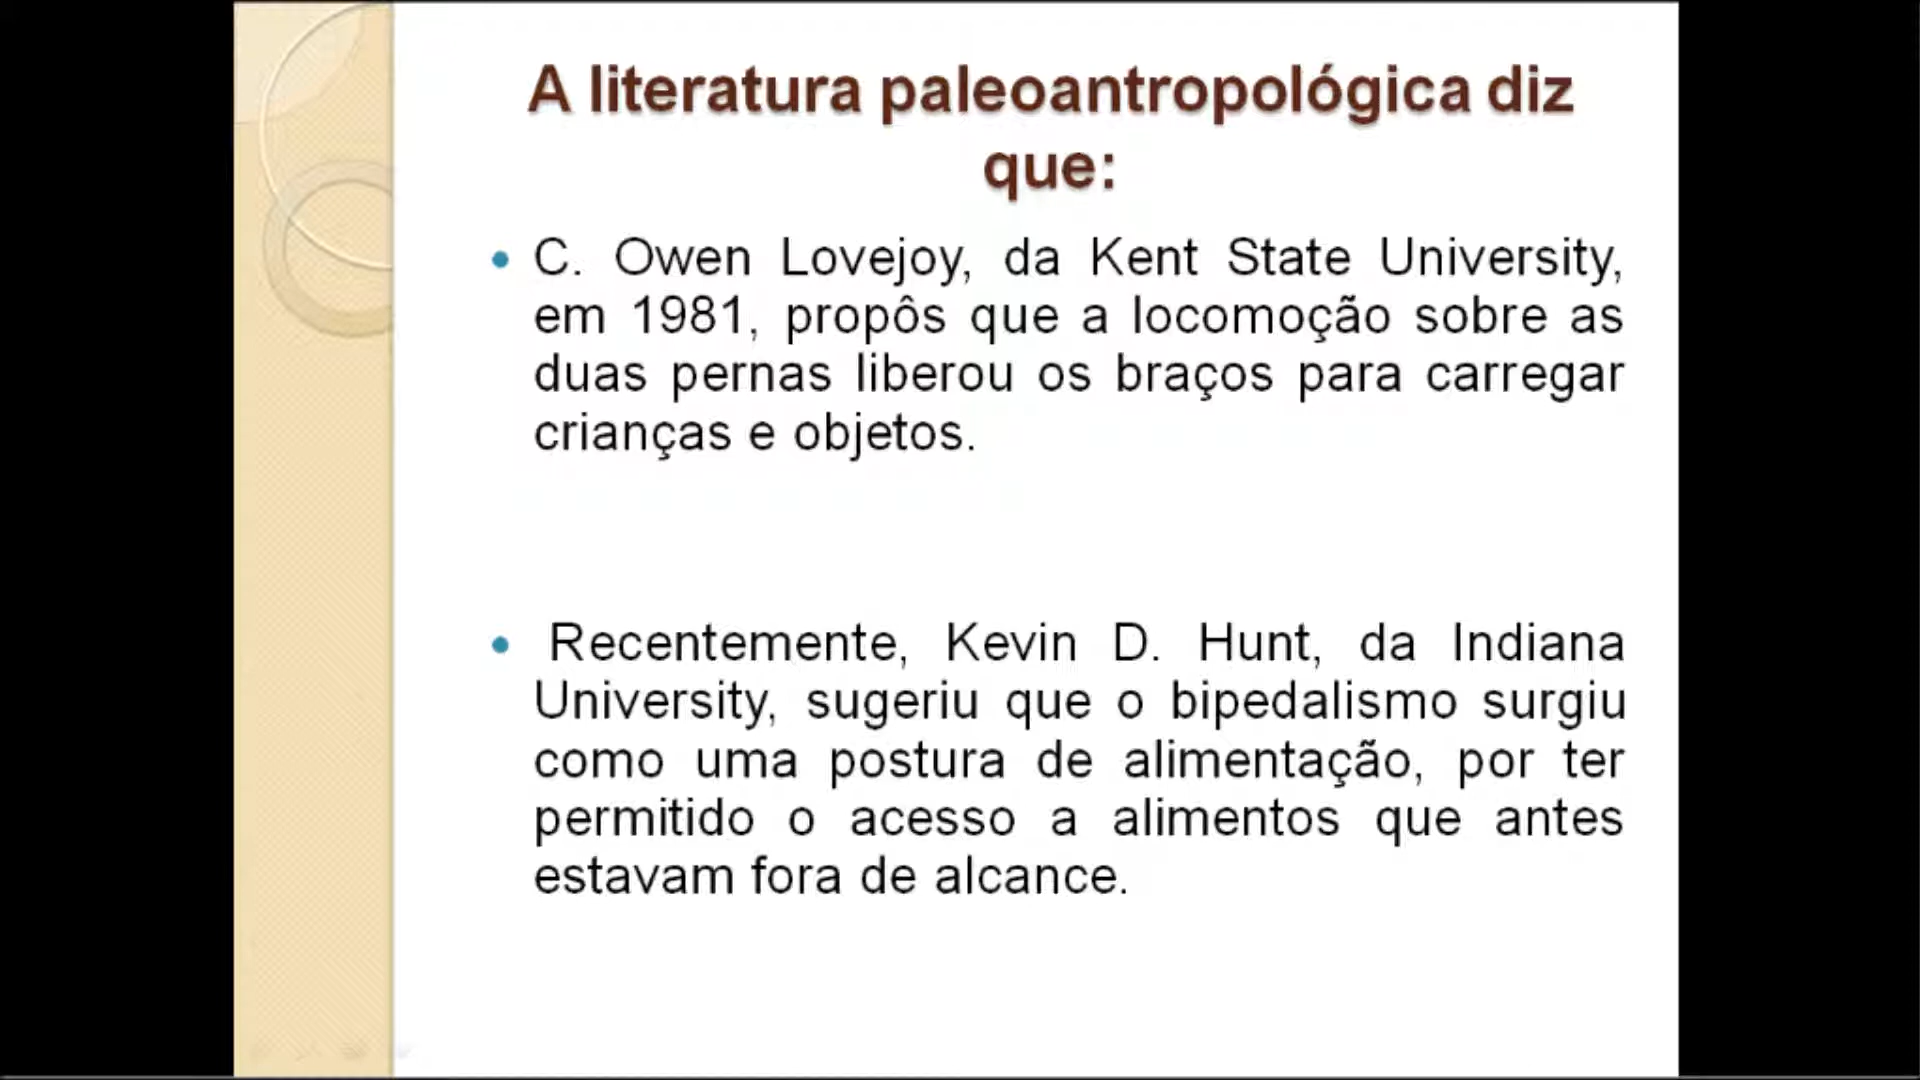 A literatura paleoantropológica diz
que:
• C. Owen Lovejoy, da Kent State University,
em 1981, propôs que a locomoção sobre as
duas pernas liberou os braços para carregar
crianças e objetos.
• Recentemente, Kevin D. Hunt, da Indiana
University, sugeriu que o bipedalismo surgiu
como uma postura de alimentação, por ter
permitido o acesso a alimentos que antes
estavam fora de alcance.